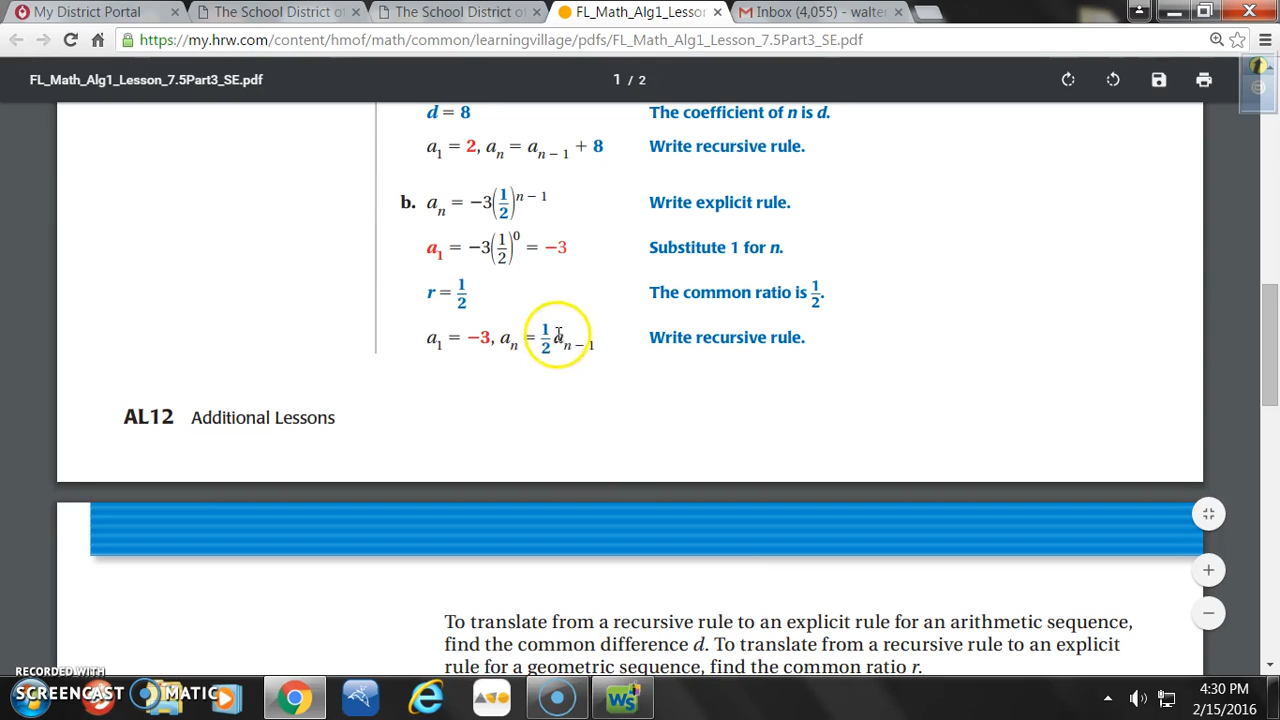 My District Portal
The School District of
The School District of
FL_Math_Alg1_Lesso
Inbox (4,055) - walter
https://my.hrw.com/content/hmof/math/common/learningvillage/pdfs/FL_Math_Alg1_Lesson_7.5Part3_SE.pdf
FL_Math_Alg1_Lesson_7.5Part3_SE.pdf 1 / 2
d = 8 The coefficient of n is d.
a₁ = 2, aₙ = aₙ₋₁ + 8 Write recursive rule.
b. aₙ = −3(1/2)ⁿ⁻¹ Write explicit rule.
a₁ = −3(1/2)⁰ = −3 Substitute 1 for n.
r = 1/2 The common ratio is 1/2.
a₁ = −3, aₙ = 1/2 aₙ₋₁ Write recursive rule.
AL12 Additional Lessons
To translate from a recursive rule to an explicit rule for an arithmetic sequence,
find the common difference d. To translate from a recursive rule to an explicit
rule for a geometric sequence, find the common ratio r.
RECORDED WITH
SCREENCAST MATIC
4:30 PM
2/15/2016